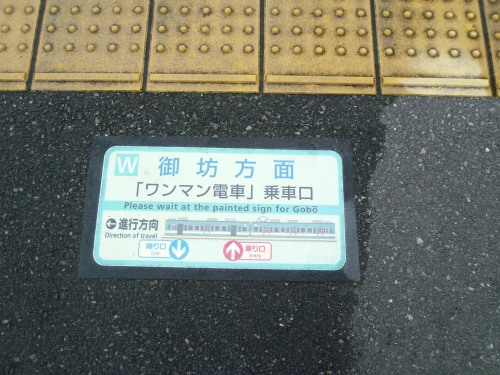 W 御坊方面
「ワンマン電車」乗車口
Please wait at the painted sign for Gobō
進行方向
Direction of travel
降り口
Exit
乗り口
Entry